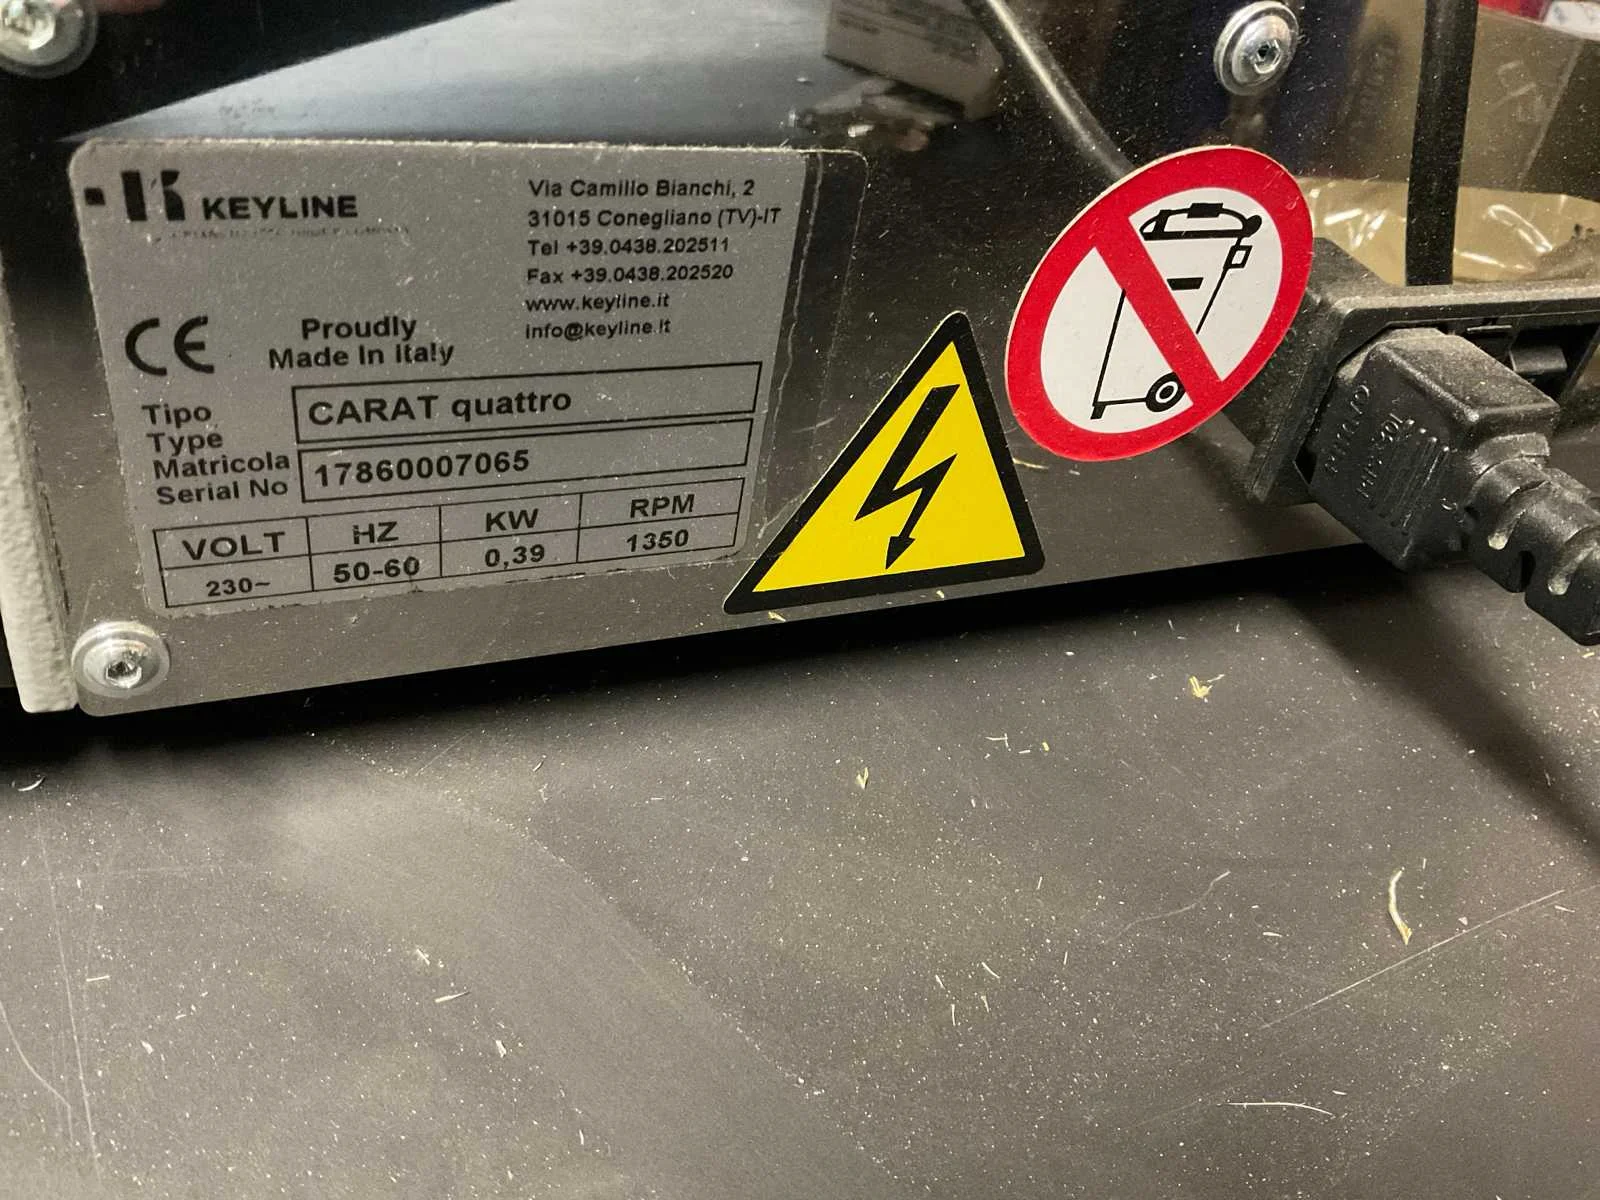 KEYLINE
Via Camillo Bianchi, 2
31015 Conegliano (TV)-IT
Tel +39.0438.202511
Fax +39.0438.202520
www.keyline.it
info@keyline.it
CE
Proudly
Made In Italy
Tipo
Type
CARAT quattro
Matricola
Serial No
17860007065
VOLT HZ KW RPM
230~ 50-60 0,39 1350